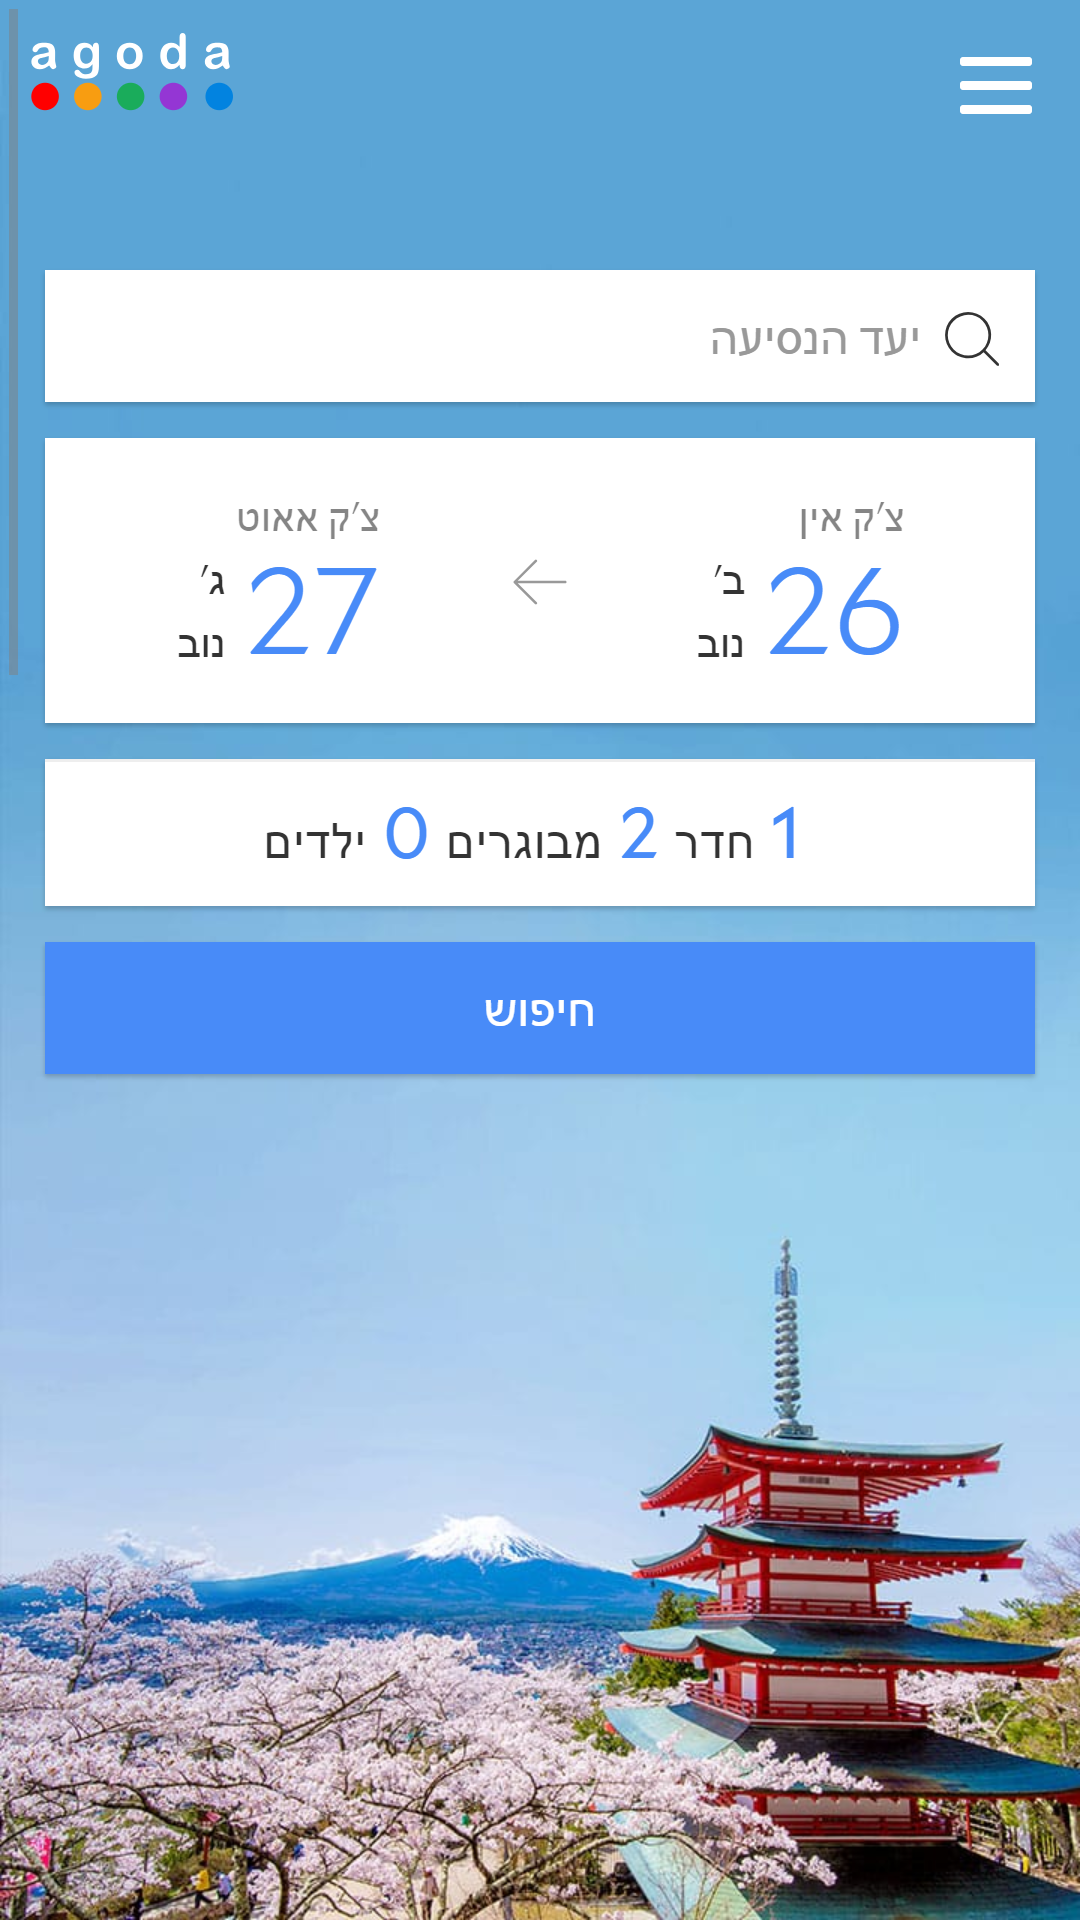 agoda
יעד הנסיעה
צ'ק אין
26 ב'
נוב
צ'ק אאוט
27 ג'
נוב
1 חדר 2 מבוגרים 0 ילדים
חיפוש